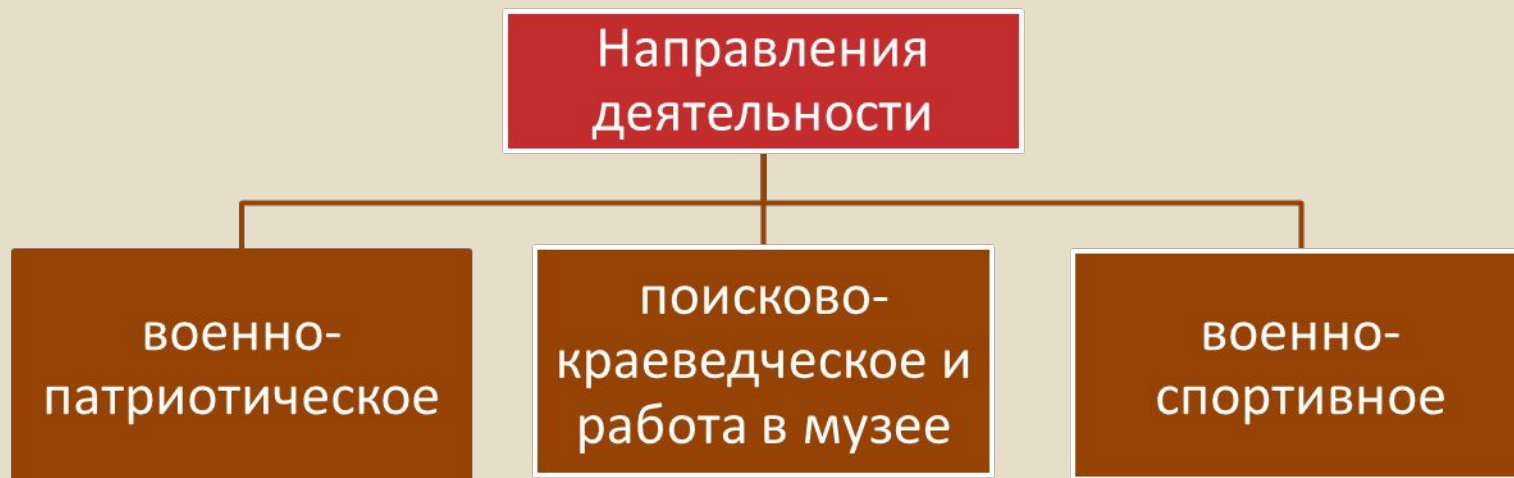 Направления
деятельности
военно-
патриотическое
поисково-
краеведческое и
работа в музее
военно-
спортивное